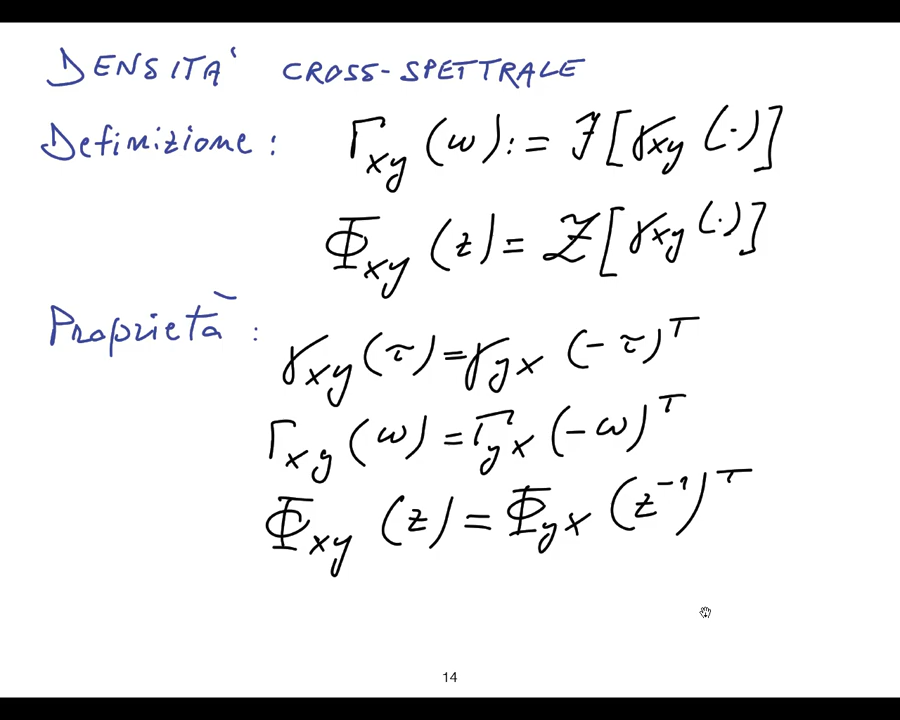 DENSITA' CROSS-SPETTRALE
Definizione: Γxy(ω) := ℱ[γxy(·)]
Φxy(z) = 𝒵[γxy(·)]
Proprietà:
γxy(τ) = γyx(-τ)ᵀ
Γxy(ω) = Γyx(-ω)ᵀ
Φxy(z) = Φyx(z⁻¹)ᵀ
14